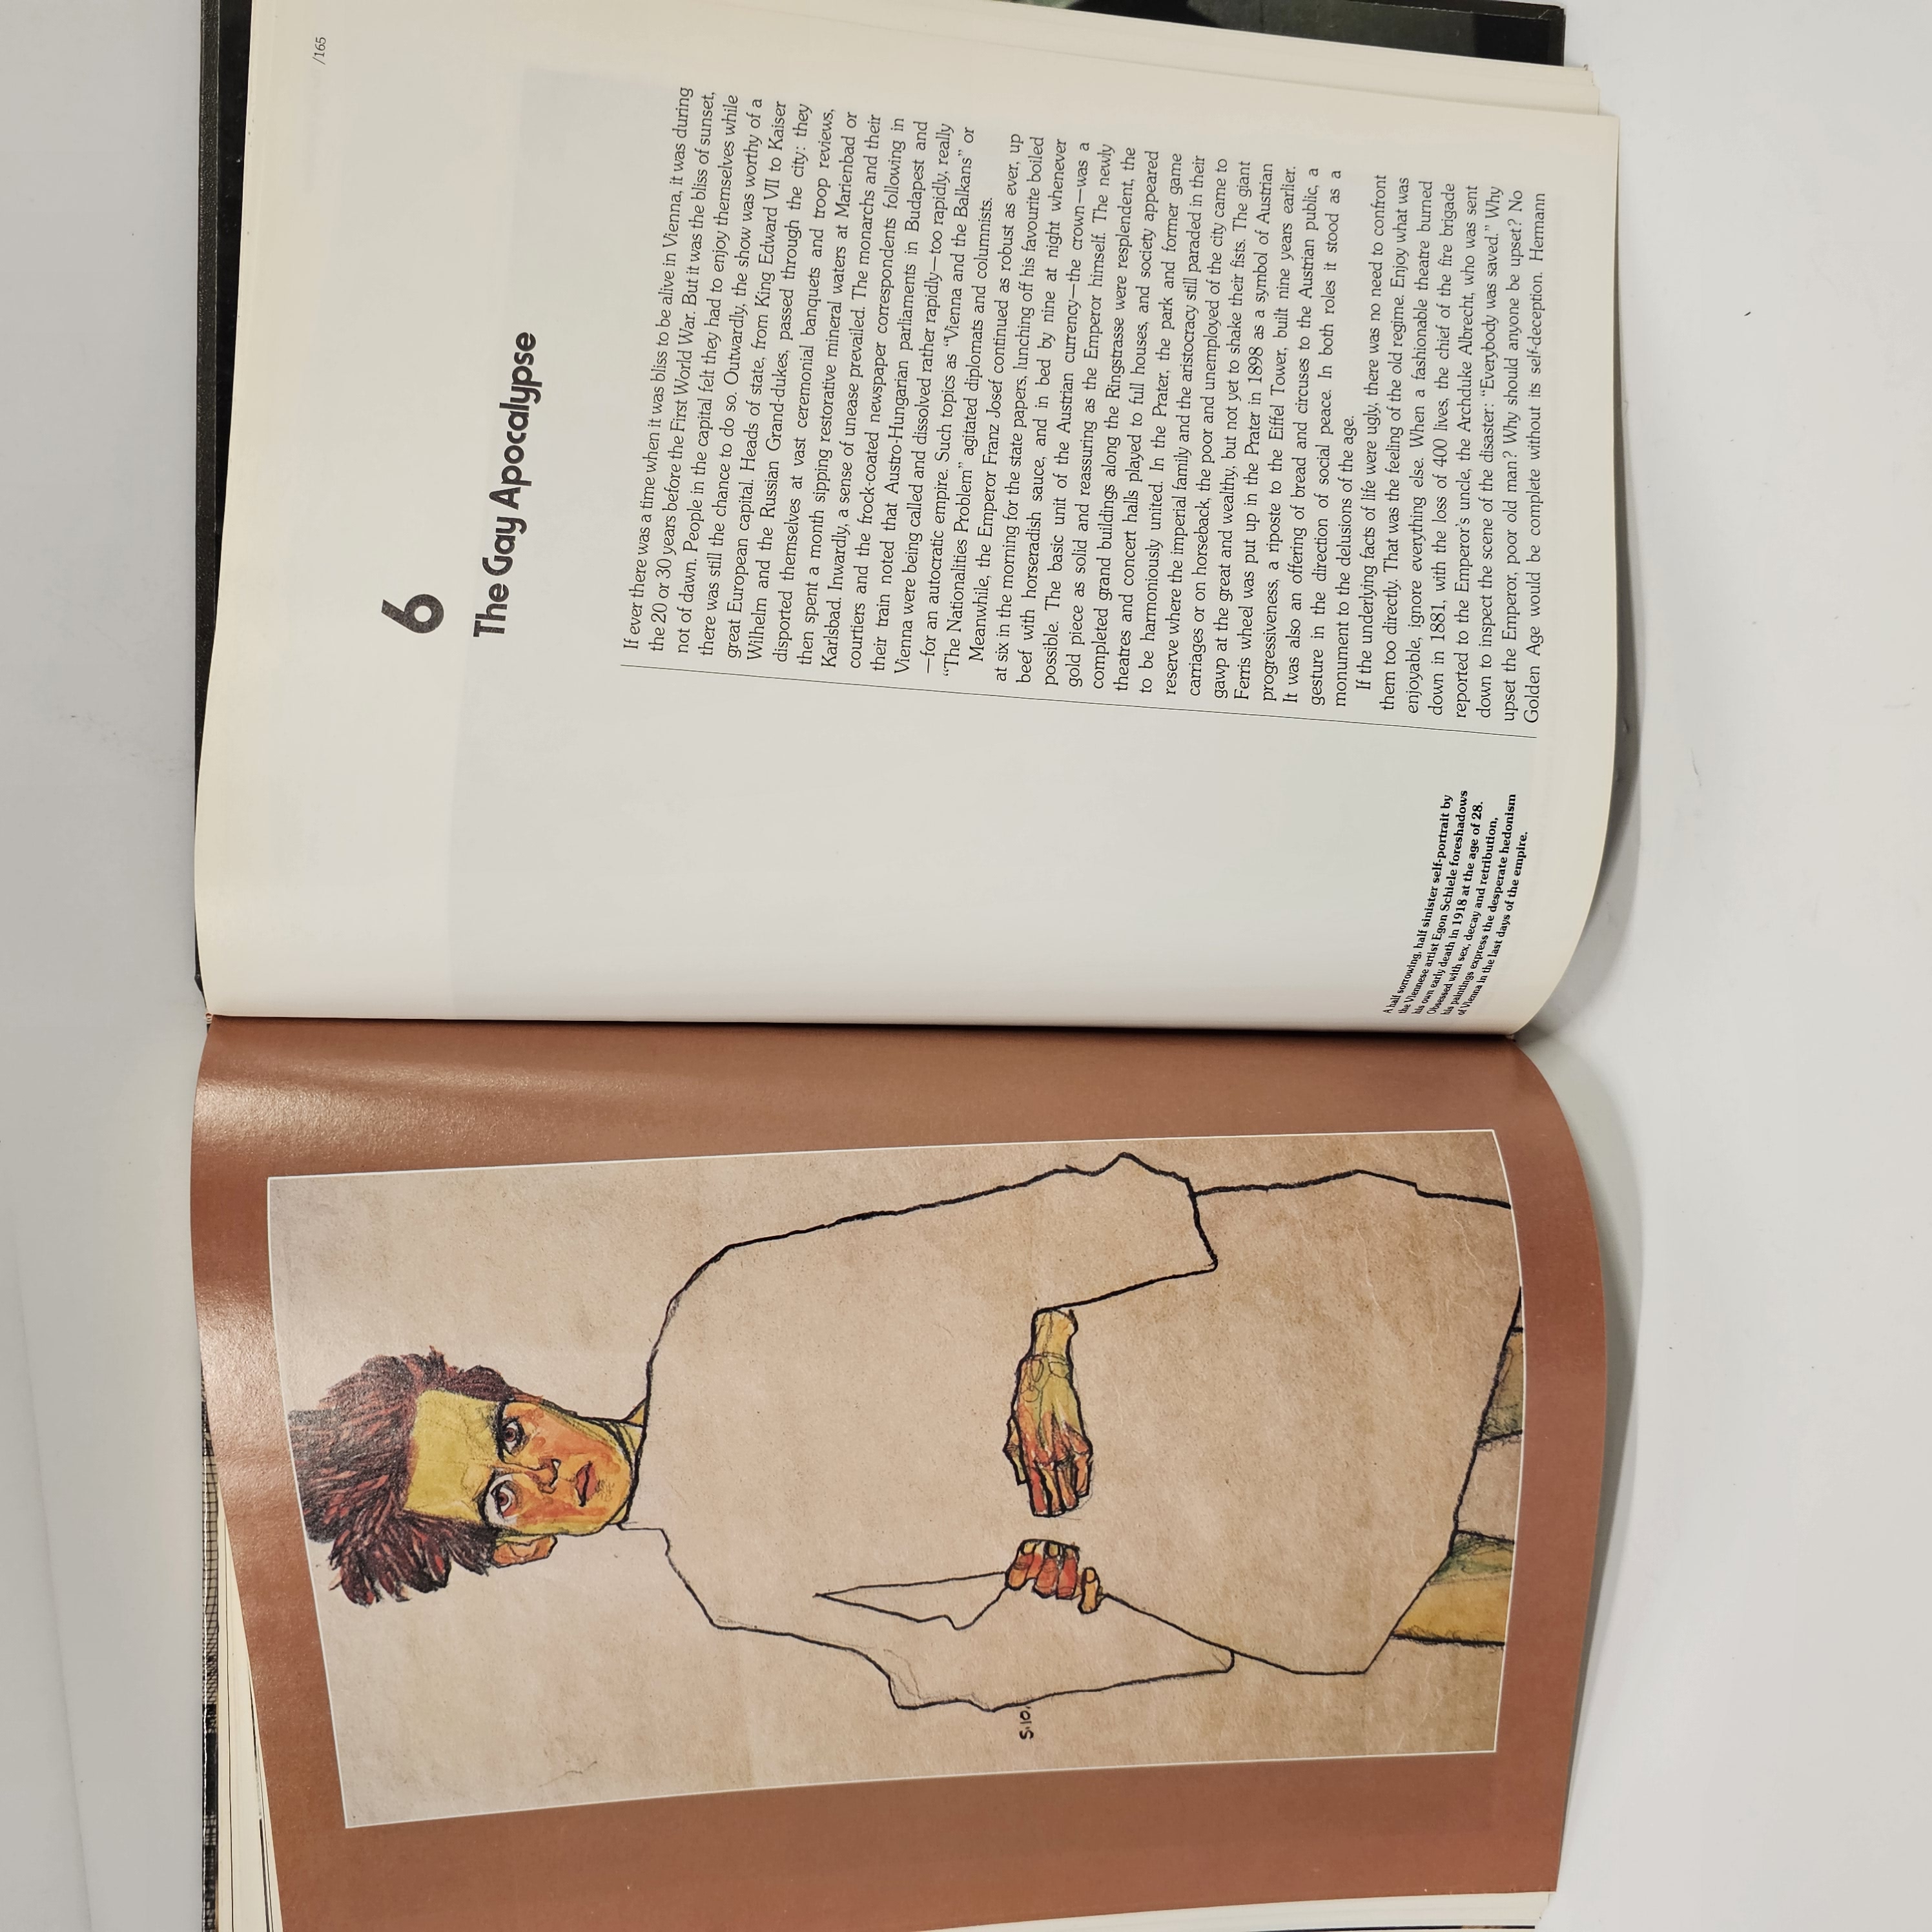 S.10.
/165
6
The Gay Apocalypse
If ever there was a time when it was bliss to be alive in Vienna, it was during
the 20 or 30 years before the First World War. But it was the bliss of sunset,
not of dawn. People in the capital felt they had to enjoy themselves while
there was still the chance to do so. Outwardly, the show was worthy of a
great European capital. Heads of state, from King Edward VII to Kaiser
Wilhelm and the Russian Grand-dukes, passed through the city: they
disported themselves at vast ceremonial banquets and troop reviews,
then spent a month sipping restorative mineral waters at Marienbad or
Karlsbad. Inwardly, a sense of unease prevailed. The monarchs and their
courtiers and the frock-coated newspaper correspondents following in
their train noted that Austro-Hungarian parliaments in Budapest and
Vienna were being called and dissolved rather rapidly—too rapidly, really
—for an autocratic empire. Such topics as “Vienna and the Balkans” or
“The Nationalities Problem” agitated diplomats and columnists.
Meanwhile, the Emperor Franz Josef continued as robust as ever, up
at six in the morning for the state papers, lunching off his favourite boiled
beef with horseradish sauce, and in bed by nine at night whenever
possible. The basic unit of the Austrian currency—the crown—was a
gold piece as solid and reassuring as the Emperor himself. The newly
completed grand buildings along the Ringstrasse were resplendent, the
theatres and concert halls played to full houses, and society appeared
to be harmoniously united. In the Prater, the park and former game
reserve where the imperial family and the aristocracy still paraded in their
carriages or on horseback, the poor and unemployed of the city came to
gawp at the great and wealthy, but not yet to shake their fists. The giant
Ferris wheel was put up in the Prater in 1898 as a symbol of Austrian
progressiveness, a riposte to the Eiffel Tower, built nine years earlier.
It was also an offering of bread and circuses to the Austrian public, a
gesture in the direction of social peace. In both roles it stood as a
monument to the delusions of the age.
If the underlying facts of life were ugly, there was no need to confront
them too directly. That was the feeling of the old regime. Enjoy what was
enjoyable, ignore everything else. When a fashionable theatre burned
down in 1881, with the loss of 400 lives, the chief of the fire brigade
reported to the Emperor’s uncle, the Archduke Albrecht, who was sent
down to inspect the scene of the disaster: “Everybody was saved.” Why
upset the Emperor, poor old man? Why should anyone be upset? No
Golden Age would be complete without its self-deception. Hermann
A half sorrowing, half sinister self-portrait by
the Viennese artist Egon Schiele foreshadows
his own early death in 1918 at the age of 28.
Obsessed with sex, decay and retribution,
his paintings express the desperate hedonism
of Vienna in the last days of the empire.